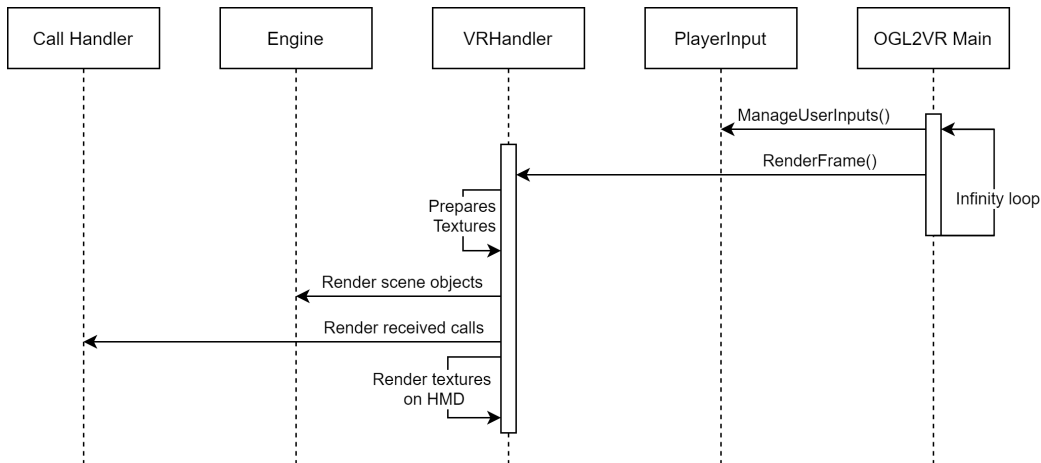 Call Handler
Engine
VRHandler
PlayerInput
OGL2VR Main
ManageUserInputs()
RenderFrame()
Infinity loop
Prepares
Textures
Render scene objects
Render received calls
Render textures
on HMD